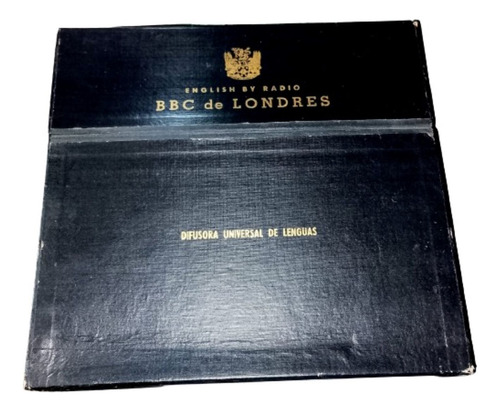 ENGLISH BY RADIO
BBC de LONDRES
DIFUSORA UNIVERSAL DE LENGUAS